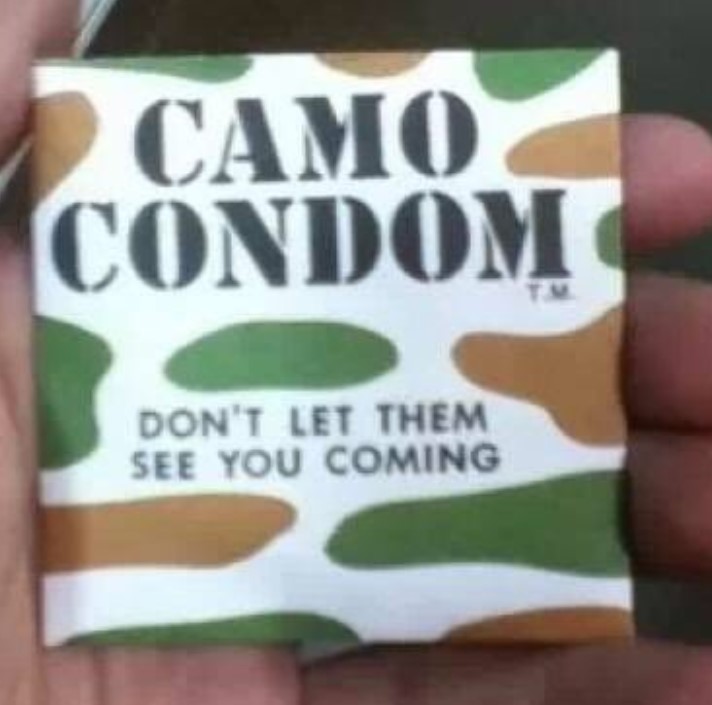 CAMO
CONDOM
T.M.
DON'T LET THEM
SEE YOU COMING